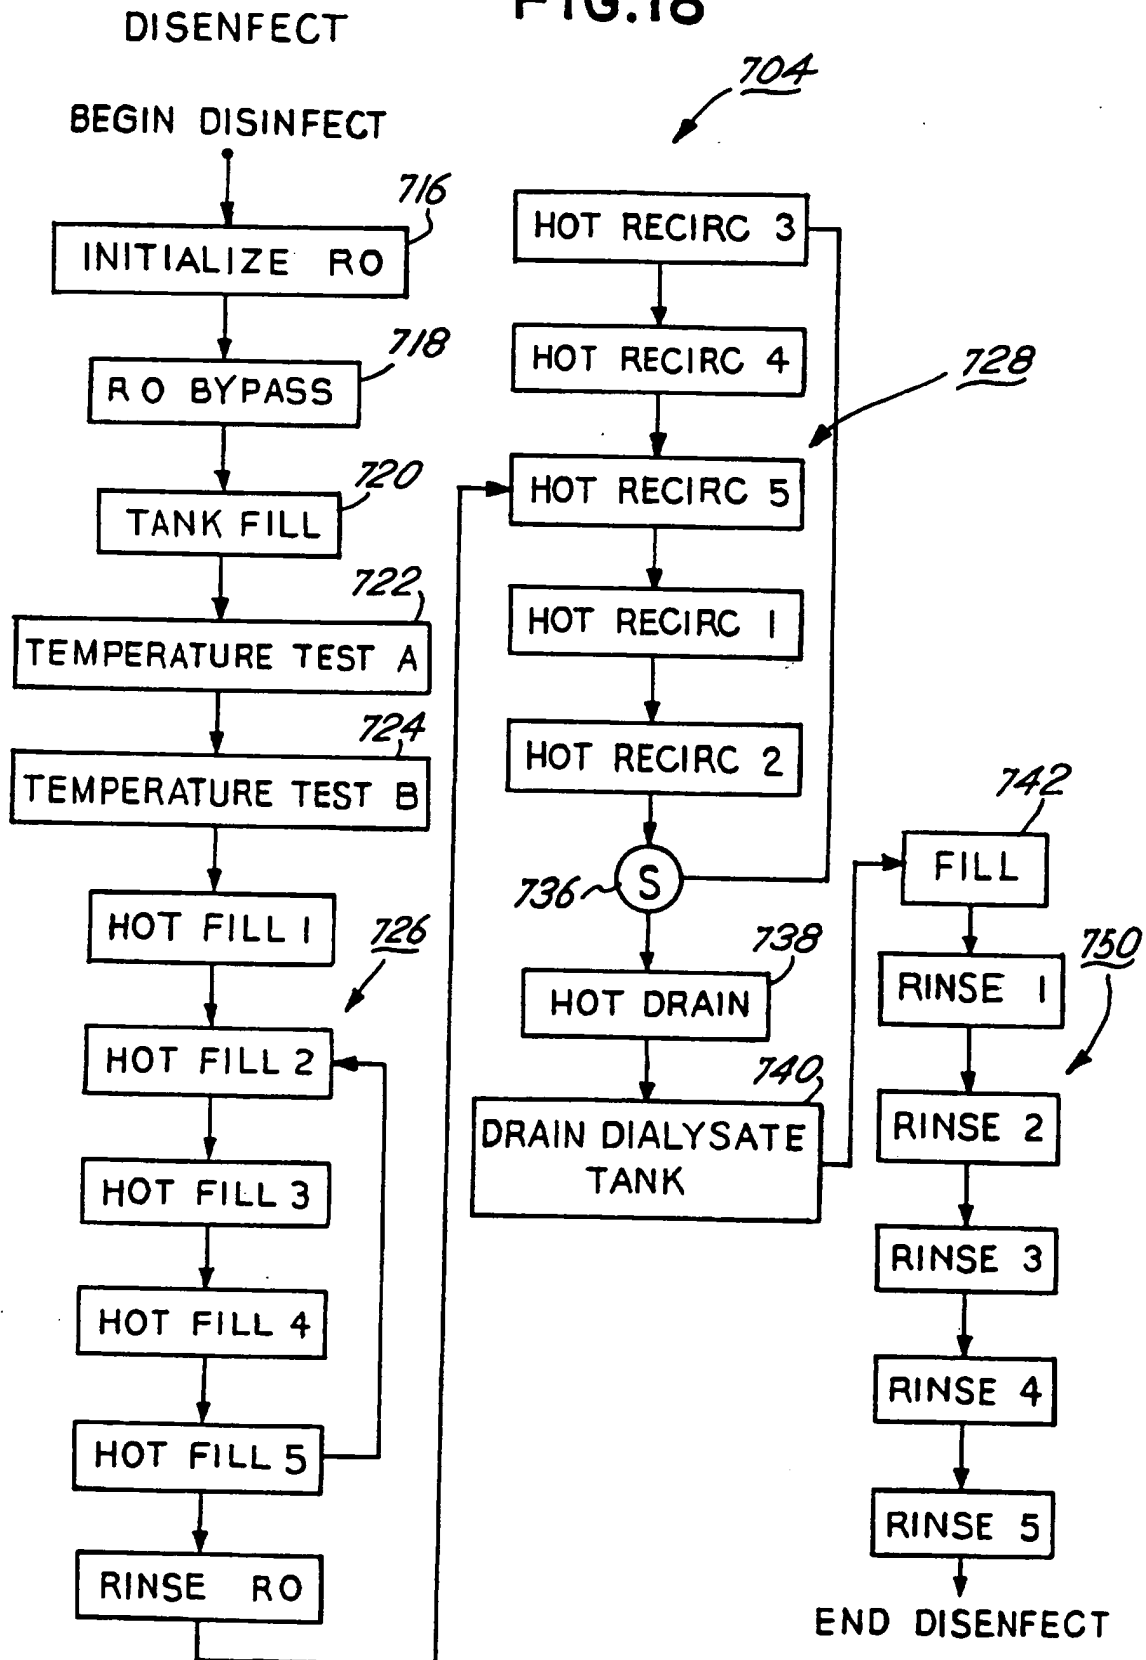 FIG.18
DISENFECT
BEGIN DISINFECT
716
INITIALIZE RO
718
RO BYPASS
720
TANK FILL
722
TEMPERATURE TEST A
724
TEMPERATURE TEST B
HOT FILL 1
726
HOT FILL 2
HOT FILL 3
HOT FILL 4
HOT FILL 5
RINSE RO
704
HOT RECIRC 3
HOT RECIRC 4
728
HOT RECIRC 5
HOT RECIRC 1
HOT RECIRC 2
736
S
738
HOT DRAIN
740
DRAIN DIALYSATE
TANK
742
FILL
750
RINSE 1
RINSE 2
RINSE 3
RINSE 4
RINSE 5
END DISENFECT